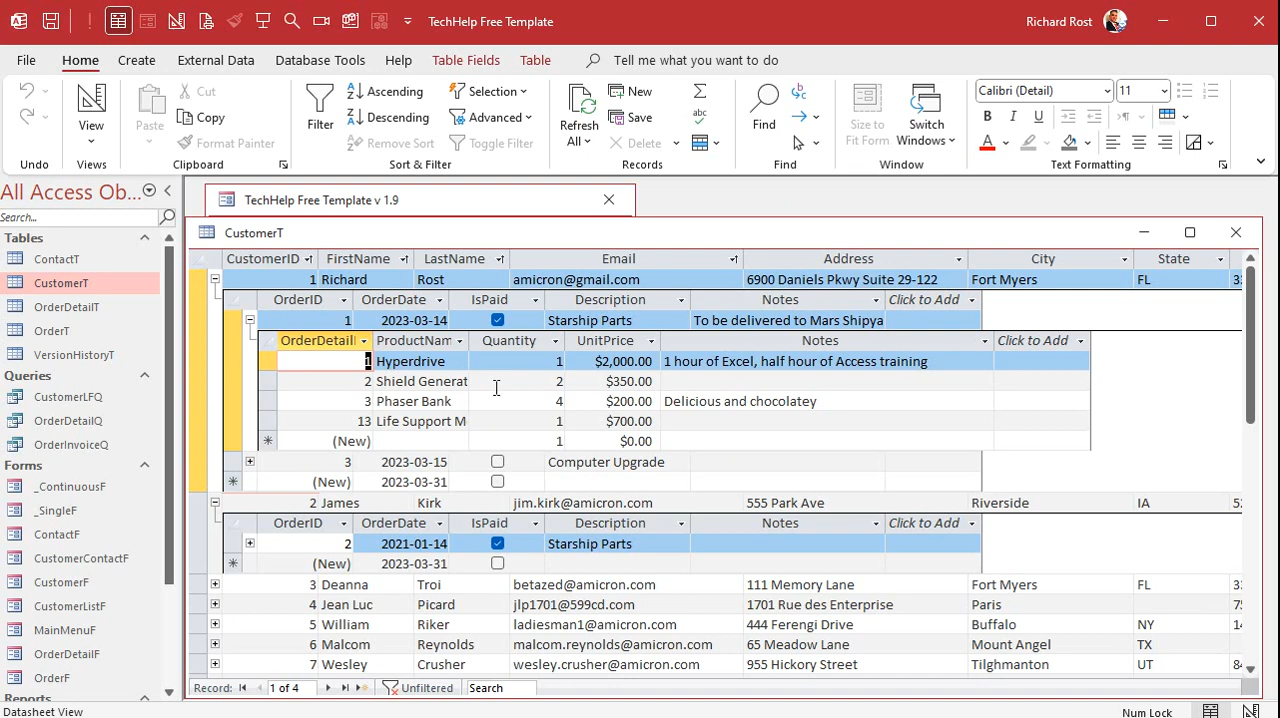 TechHelp Free Template
Richard Rost
File Home Create External Data Database Tools Help Table Fields Table Tell me what you want to do
View
Paste
Cut
Copy
Format Painter
Filter
Ascending
Descending
Remove Sort
Selection
Advanced
Toggle Filter
Refresh All
New
Save
Delete
Find
Size to Fit Form
Switch Windows
Calibri (Detail) 11
B I U
A
Undo Views Clipboard Sort & Filter Records Find Window Text Formatting
All Access Ob...
Search...
Tables
ContactT
CustomerT
OrderDetailT
OrderT
VersionHistoryT
Queries
CustomerLFQ
OrderDetailQ
OrderInvoiceQ
Forms
_ContinuousF
_SingleF
ContactF
CustomerContactF
CustomerF
CustomerListF
MainMenuF
OrderDetailF
OrderF
Reports
TechHelp Free Template v 1.9
CustomerT
CustomerID FirstName LastName Email Address City State
1 Richard Rost amicron@gmail.com 6900 Daniels Pkwy Suite 29-122 Fort Myers FL 33
OrderID OrderDate IsPaid Description Notes Click to Add
1 2023-03-14 Starship Parts To be delivered to Mars Shipya
OrderDetailI ProductNam Quantity UnitPrice Notes Click to Add
1 Hyperdrive 1 $2,000.00 1 hour of Excel, half hour of Access training
2 Shield Generat 2 $350.00
3 Phaser Bank 4 $200.00 Delicious and chocolatey
13 Life Support M 1 $700.00
(New) 1 $0.00
3 2023-03-15 Computer Upgrade
(New) 2023-03-31
2 James Kirk jim.kirk@amicron.com 555 Park Ave Riverside IA 52
OrderID OrderDate IsPaid Description Notes Click to Add
2 2021-01-14 Starship Parts
(New) 2023-03-31
3 Deanna Troi betazed@amicron.com 111 Memory Lane Fort Myers FL 33
4 Jean Luc Picard jlp1701@599cd.com 1701 Rue des Enterprise Paris 75
5 William Riker ladiesman1@amicron.com 444 Ferengi Drive Buffalo NY 14
6 Malcom Reynolds malcom.reynolds@amicron.com 65 Meadow Lane Mount Angel TX
7 Wesley Crusher wesley.crusher@amicron.com 955 Hickory Street Tilghmanton UT 84
Record: 1 of 4 Unfiltered Search
Datasheet View Num Lock